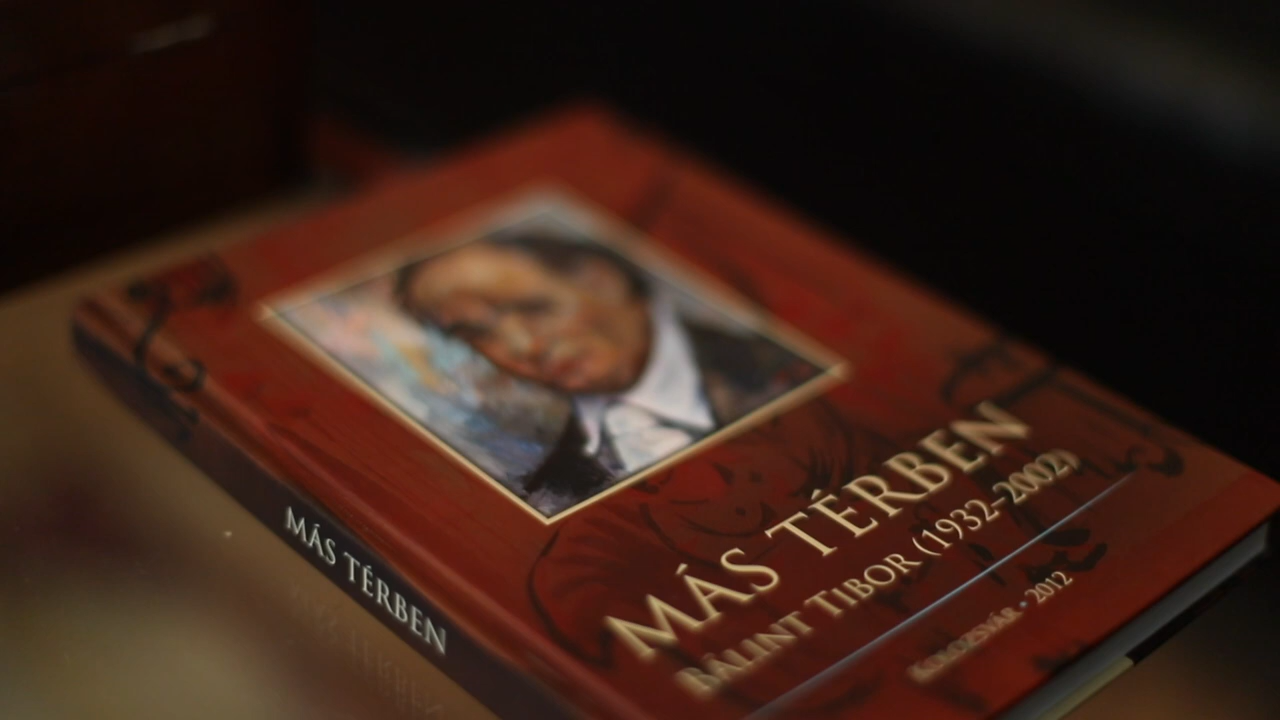 MÁS TÉRBEN
BÁLINT TIBOR (1932–2002)
KOLOZSVÁR • 2012
MÁS TÉRBEN